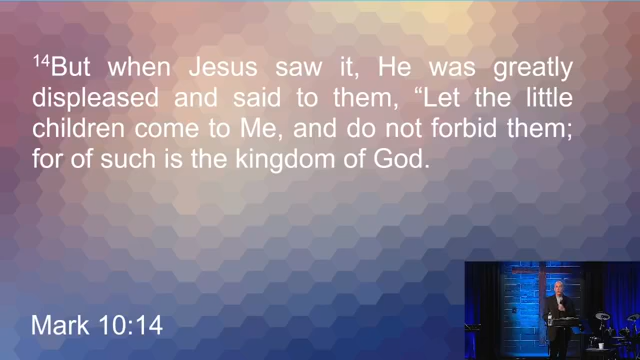 14But when Jesus saw it, He was greatly
displeased and said to them, “Let the little
children come to Me, and do not forbid them;
for of such is the kingdom of God.
Mark 10:14